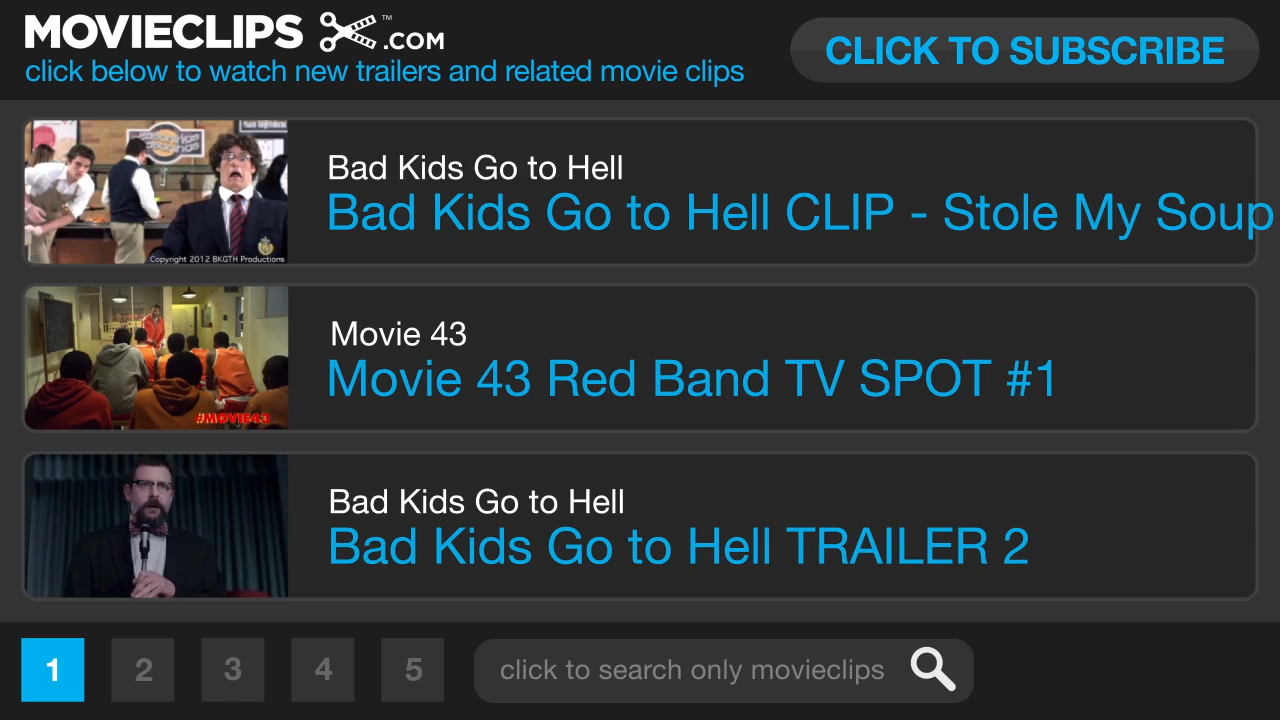 MOVIECLIPS ™ .COM
click below to watch new trailers and related movie clips
CLICK TO SUBSCRIBE
Copyright 2012 BKGTH Productions
Bad Kids Go to Hell
Bad Kids Go to Hell CLIP - Stole My Soup
#MOVIE43
Movie 43
Movie 43 Red Band TV SPOT #1
Bad Kids Go to Hell
Bad Kids Go to Hell TRAILER 2
1 2 3 4 5
click to search only movieclips